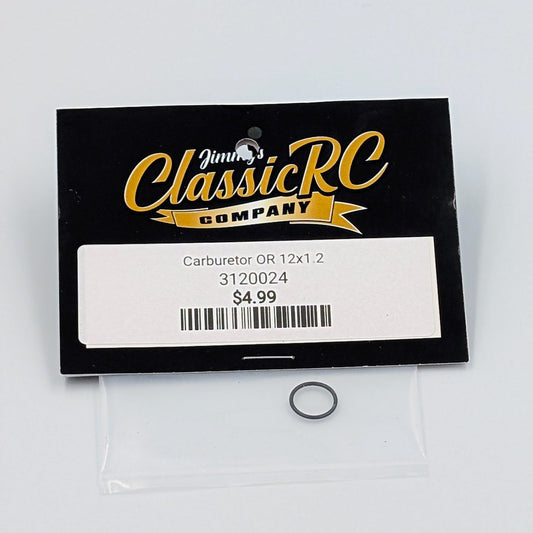 Jimmy's
ClassicRC
COMPANY
Carburetor OR 12x1.2
3120024
$4.99